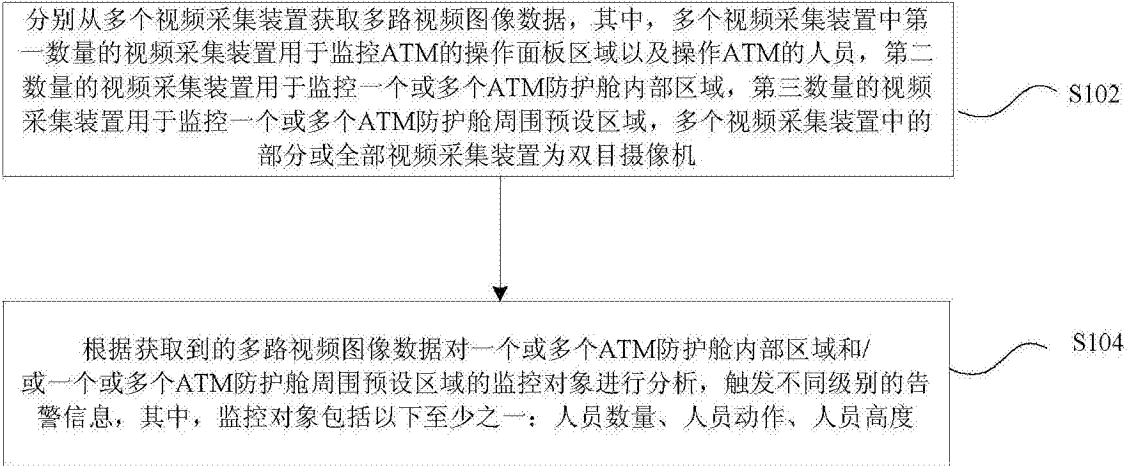 分别从多个视频采集装置获取多路视频图像数据，其中，多个视频采集装置中第
一数量的视频采集装置用于监控ATM的操作面板区域以及操作ATM的人员，第二
数量的视频采集装置用于监控一个或多个ATM防护舱内部区域，第三数量的视频
采集装置用于监控一个或多个ATM防护舱周围预设区域，多个视频采集装置中的
部分或全部视频采集装置为双目摄像机
S102
根据获取到的多路视频图像数据对一个或多个ATM防护舱内部区域和/
或一个或多个ATM防护舱周围预设区域的监控对象进行分析，触发不同级别的告
警信息，其中，监控对象包括以下至少之一：人员数量、人员动作、人员高度
S104